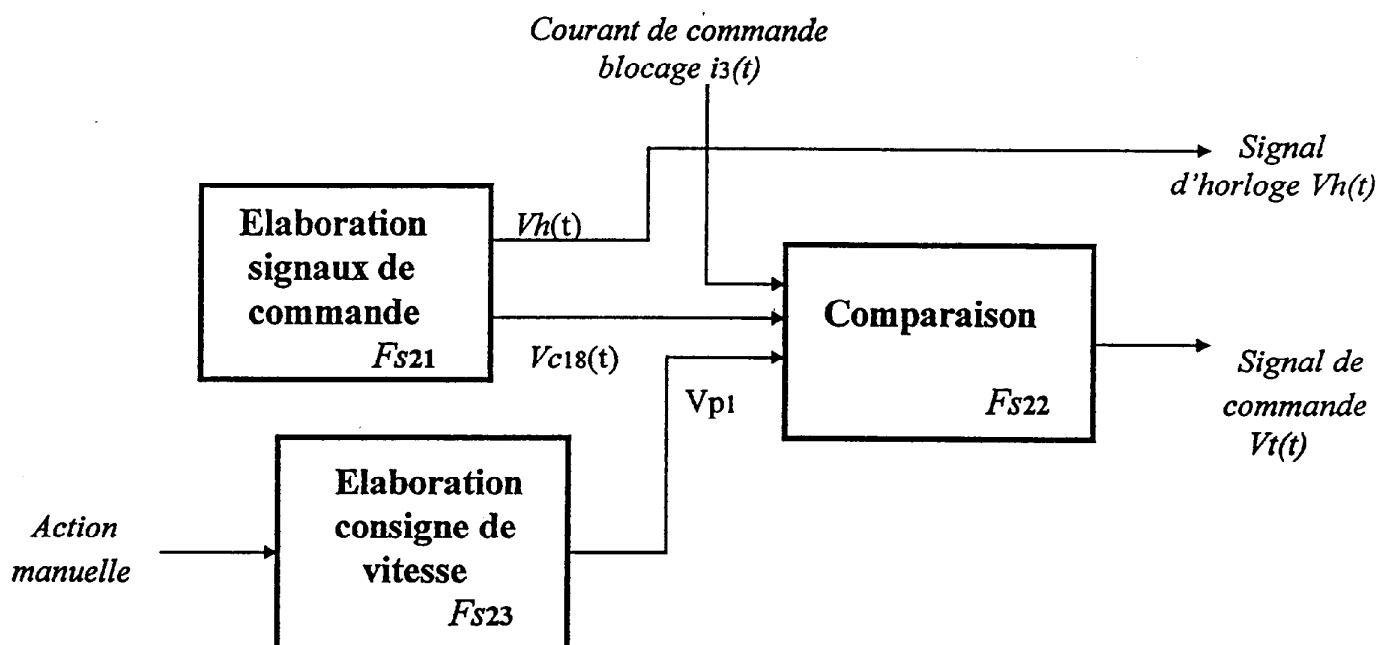 Courant de commande
blocage i3(t)
Signal
d'horloge Vh(t)
Elaboration
signaux de
commande
Fs21
Vh(t)
Vc18(t)
Comparaison
Fs22
Vp1
Signal de
commande
Vt(t)
Elaboration
consigne de
vitesse
Fs23
Action
manuelle